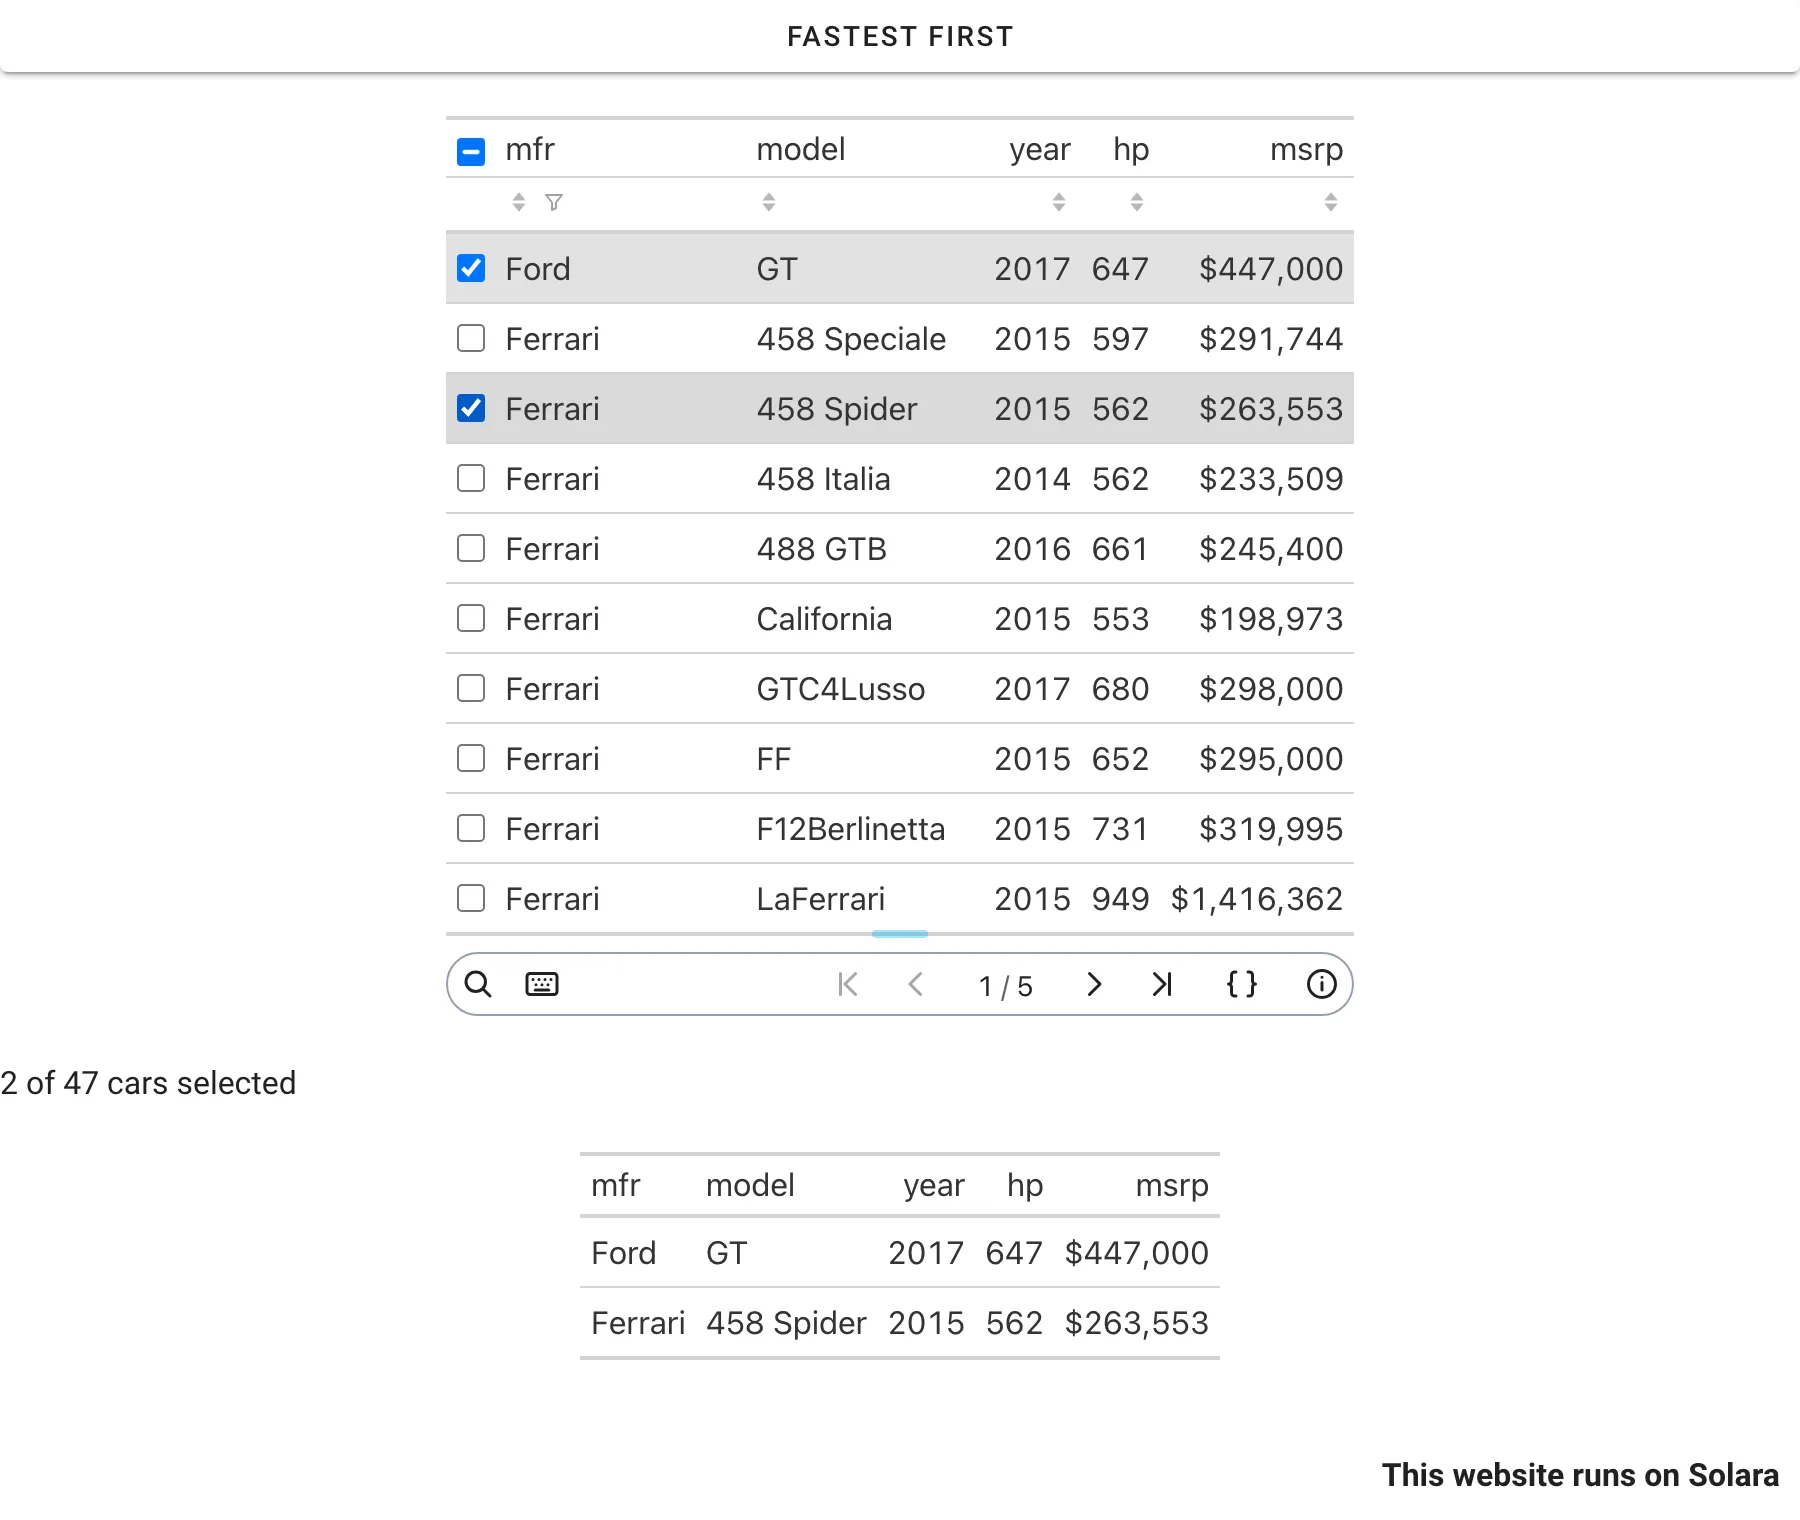 FASTEST FIRST
mfr model year hp msrp
Ford GT 2017 647 $447,000
Ferrari 458 Speciale 2015 597 $291,744
Ferrari 458 Spider 2015 562 $263,553
Ferrari 458 Italia 2014 562 $233,509
Ferrari 488 GTB 2016 661 $245,400
Ferrari California 2015 553 $198,973
Ferrari GTC4Lusso 2017 680 $298,000
Ferrari FF 2015 652 $295,000
Ferrari F12Berlinetta 2015 731 $319,995
Ferrari LaFerrari 2015 949 $1,416,362
1 / 5
2 of 47 cars selected
mfr model year hp msrp
Ford GT 2017 647 $447,000
Ferrari 458 Spider 2015 562 $263,553
This website runs on Solara